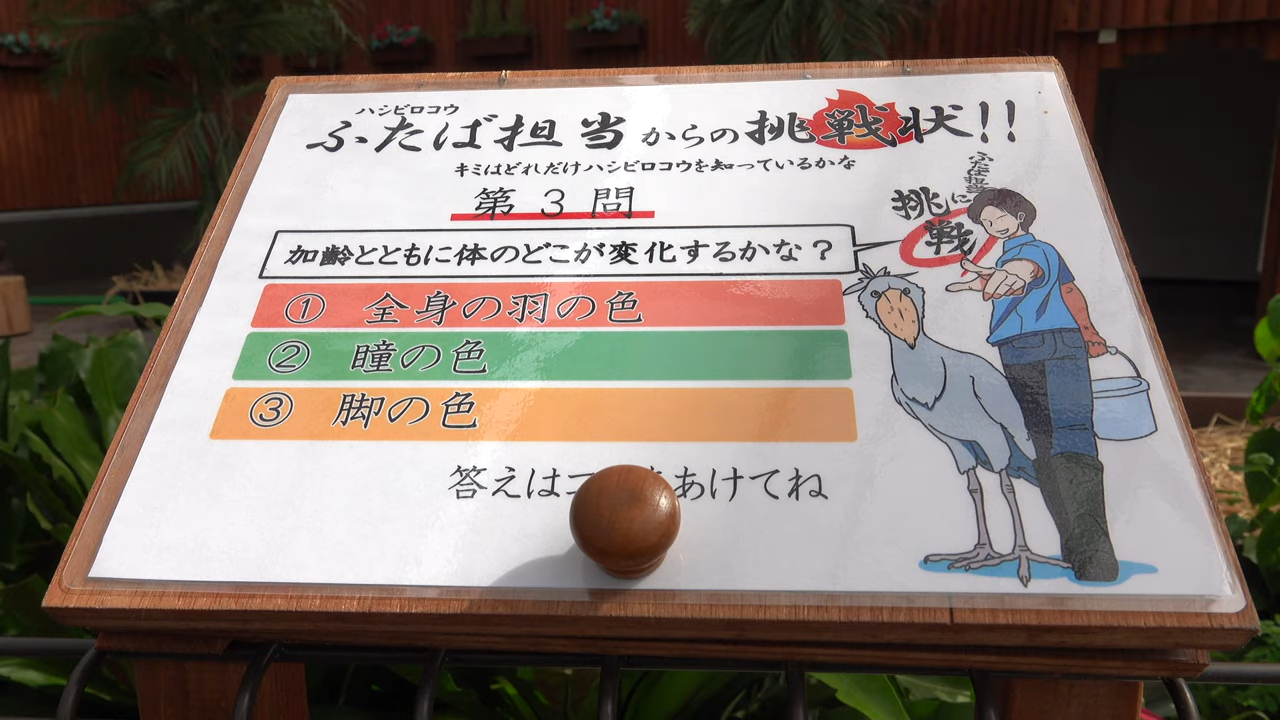 ハシビロコウ
ふたば担当からの挑戦状!!
キミはどれだけハシビロコウを知っているかな
第3問
加齢とともに体のどこが変化するかな？
① 全身の羽の色
② 瞳の色
③ 脚の色
答えは あけてね
ふたば担当
挑に
戦